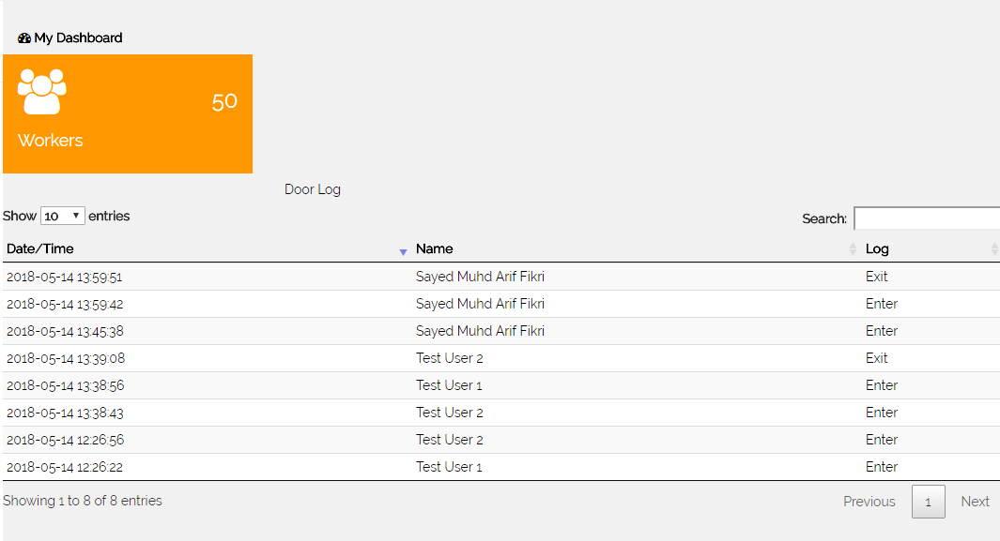 My Dashboard
50
Workers
Door Log
Show 10 entries Search:
Date/Time Name Log
2018-05-14 13:59:51 Sayed Muhd Arif Fikri Exit
2018-05-14 13:59:42 Sayed Muhd Arif Fikri Enter
2018-05-14 13:45:38 Sayed Muhd Arif Fikri Enter
2018-05-14 13:39:08 Test User 2 Exit
2018-05-14 13:38:56 Test User 1 Enter
2018-05-14 13:38:43 Test User 2 Enter
2018-05-14 12:26:56 Test User 2 Enter
2018-05-14 12:26:22 Test User 1 Enter
Showing 1 to 8 of 8 entries Previous 1 Next